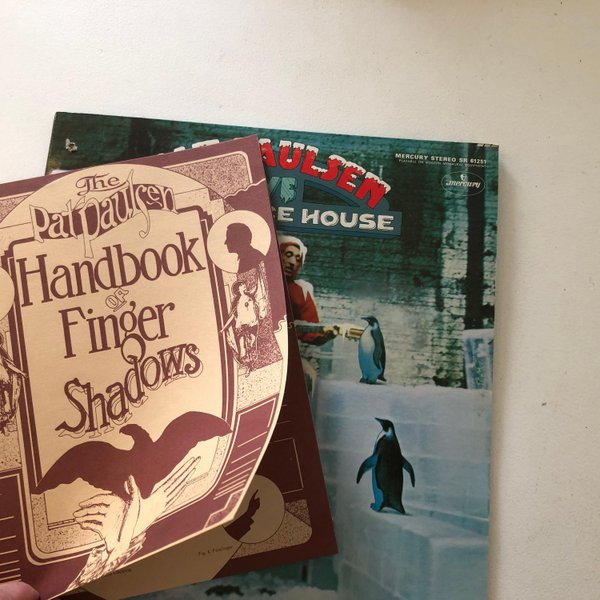 MERCURY STEREO SR 61251
mercury
PAULSEN
HOUSE
The
Pat Paulsen
Handbook
OF
Finger
Shadows